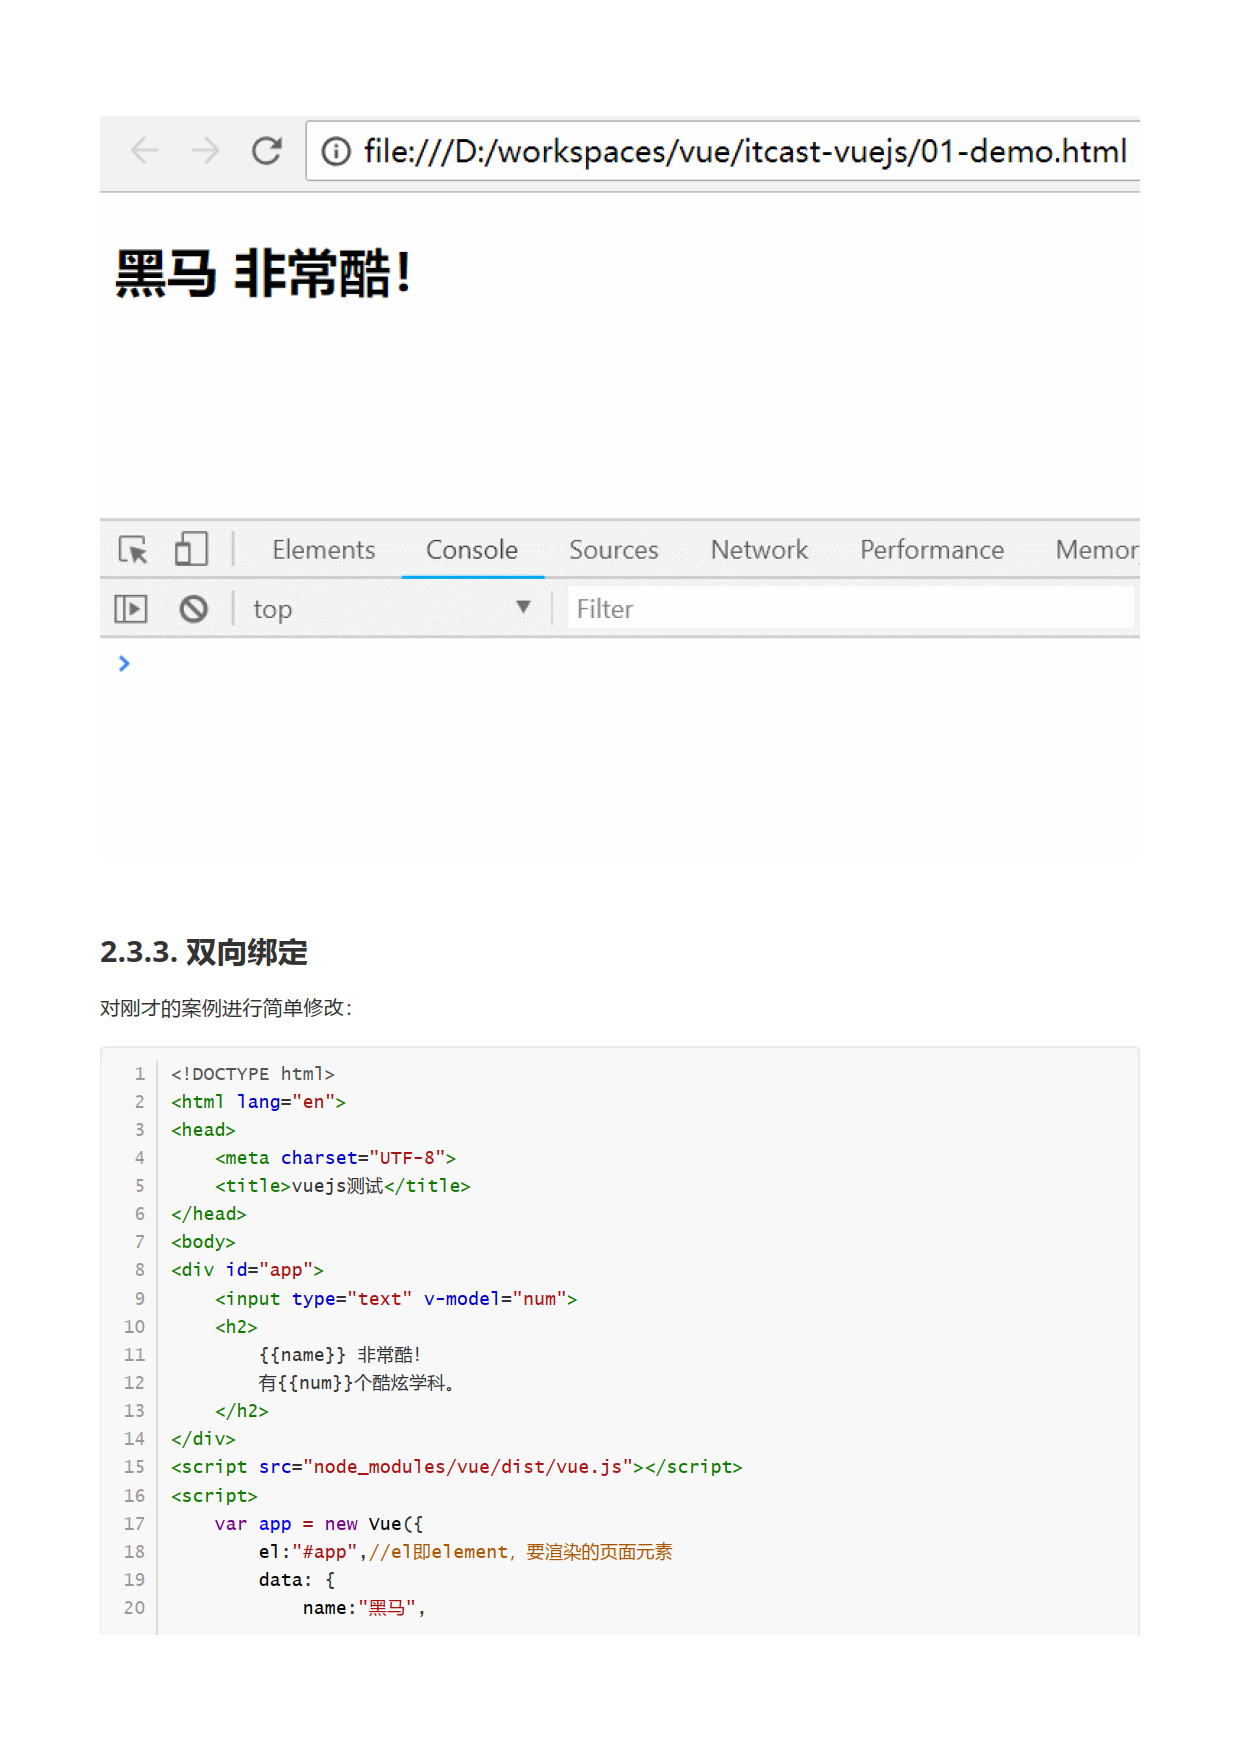 file:///D:/workspaces/vue/itcast-vuejs/01-demo.html
黑马 非常酷！
Elements Console Sources Network Performance Memor
top Filter
2.3.3. 双向绑定
对刚才的案例进行简单修改：
1 <!DOCTYPE html>
2 <html lang="en">
3 <head>
4     <meta charset="UTF-8">
5     <title>vuejs测试</title>
6 </head>
7 <body>
8 <div id="app">
9     <input type="text" v-model="num">
10     <h2>
11         {{name}} 非常酷！
12         有{{num}}个酷炫学科。
13     </h2>
14 </div>
15 <script src="node_modules/vue/dist/vue.js"></script>
16 <script>
17     var app = new Vue({
18         el:"#app",//el即element，要渲染的页面元素
19         data: {
20             name:"黑马",